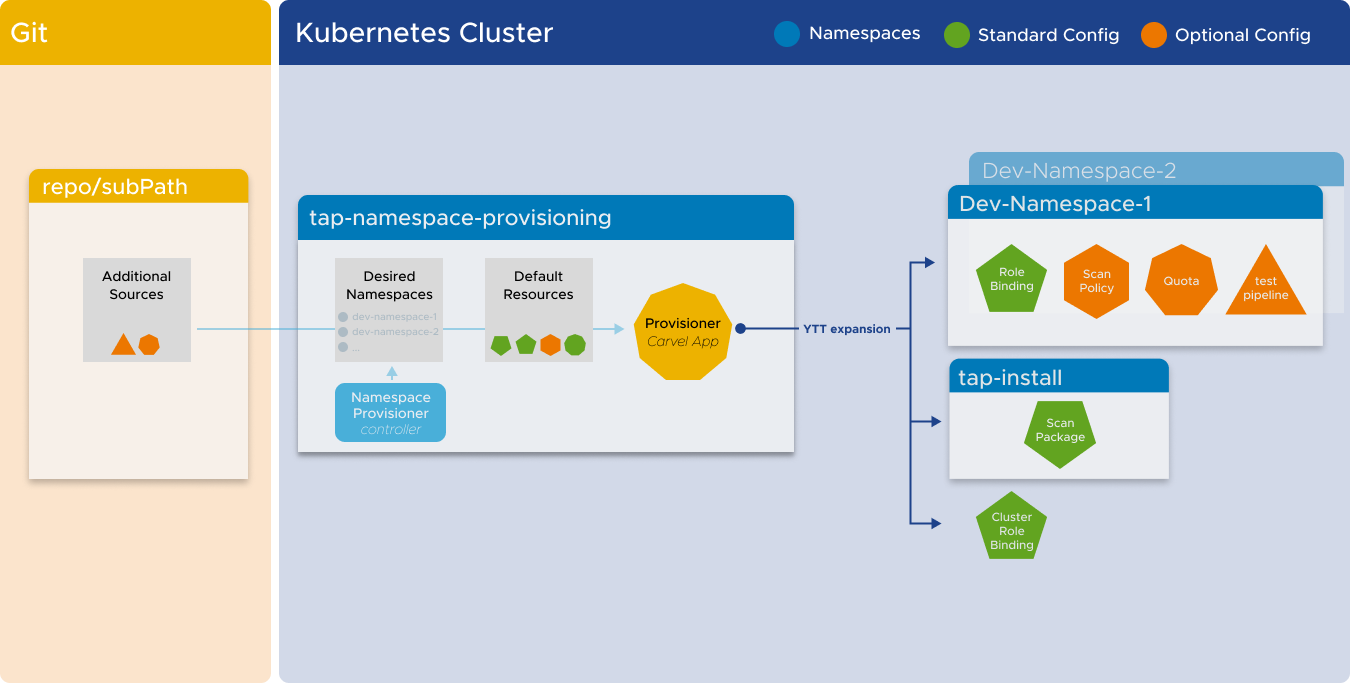 Git
Kubernetes Cluster
Namespaces
Standard Config
Optional Config
repo/subPath
Additional
Sources
tap-namespace-provisioning
Desired
Namespaces
dev-namespace-1
dev-namespace-2
...
Default
Resources
Namespace
Provisioner
controller
Provisioner
Carvel App
YTT expansion
Dev-Namespace-2
Dev-Namespace-1
Role
Binding
Scan
Policy
Quota
test
pipeline
tap-install
Scan
Package
Cluster
Role
Binding